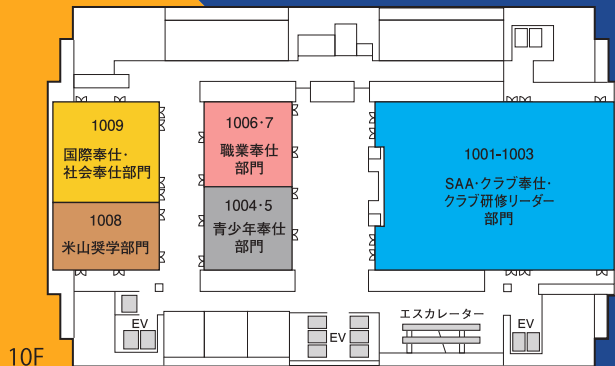 1009
国際奉仕・
社会奉仕部門
1008
米山奨学部門
1006・7
職業奉仕
部門
1004・5
青少年奉仕
部門
1001-1003
SAA・クラブ奉仕・
クラブ研修リーダー
部門
エスカレーター
EV
EV
EV
10F